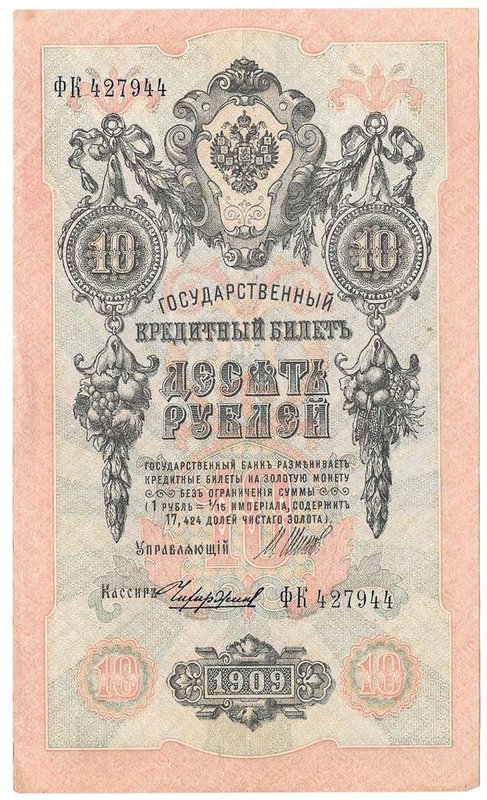 ФК 427944
10 10
ГОСУДАРСТВЕННЫЙ
КРЕДИТНЫЙ БИЛЕТЪ
ДЕСЯТЬ
РУБЛЕЙ
ГОСУДАРСТВЕННЫЙ БАНКЪ РАЗМѢНИВАЕТЪ
КРЕДИТНЫЕ БИЛЕТЫ НА ЗОЛОТУЮ МОНЕТУ
БЕЗЪ ОГРАНИЧЕНІЯ СУММЫ
(1 РУБЛЬ = 1/15 ИМПЕРІАЛА, СОДЕРЖИТЪ
17,424 ДОЛЕЙ ЧИСТАГО ЗОЛОТА).
10
Управляющій
Кассиръ ФК 427944
10 1909 10